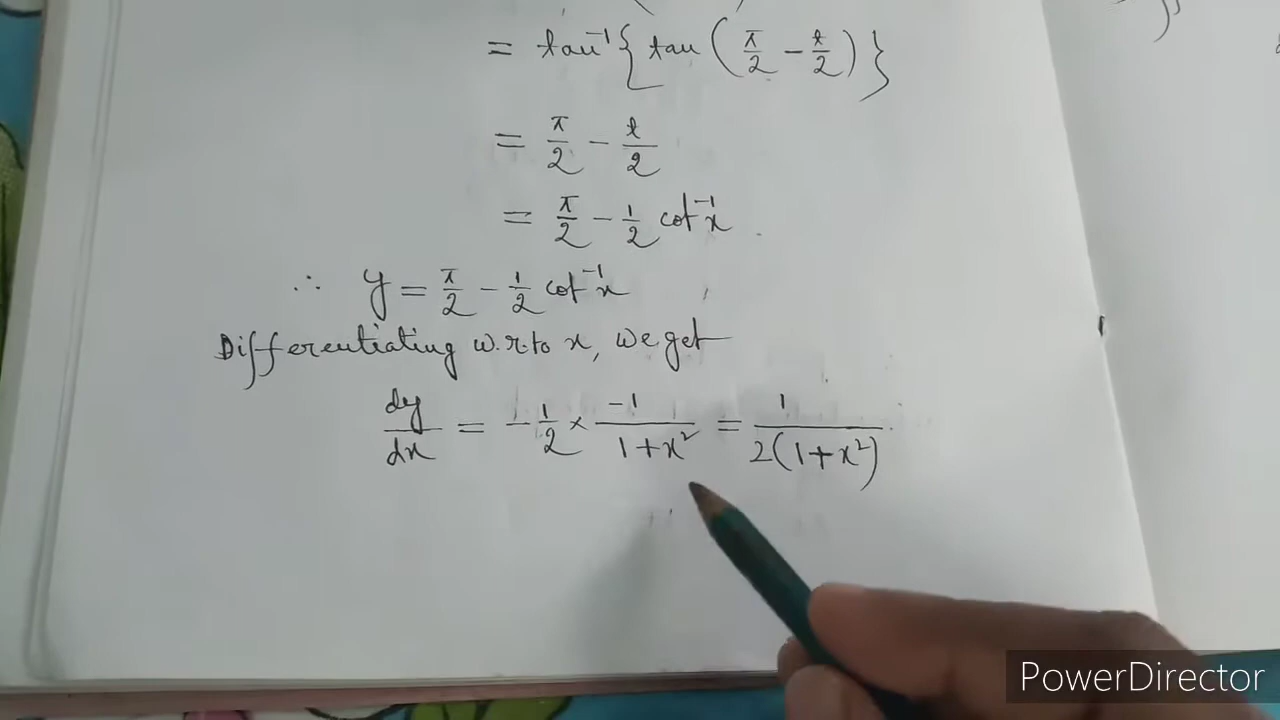 = tan⁻¹{tan(π/2 − t/2)}
= π/2 − t/2
= π/2 − 1/2 cot⁻¹x
∴ y = π/2 − 1/2 cot⁻¹x
Differentiating w.r.to x, we get
dy/dx = −1/2 × −1/(1+x²) = 1/(2(1+x²))
PowerDirector